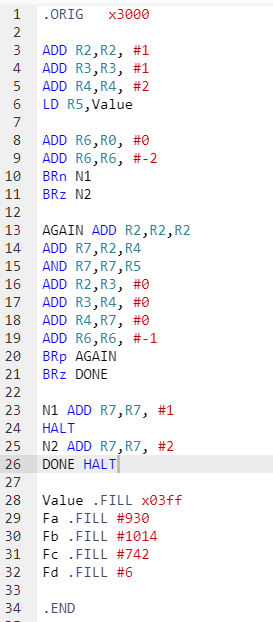 1 .ORIG x3000
2
3 ADD R2,R2, #1
4 ADD R3,R3, #1
5 ADD R4,R4, #2
6 LD R5,Value
7
8 ADD R6,R0, #0
9 ADD R6,R6, #-2
10 BRn N1
11 BRz N2
12
13 AGAIN ADD R2,R2,R2
14 ADD R7,R2,R4
15 AND R7,R7,R5
16 ADD R2,R3, #0
17 ADD R3,R4, #0
18 ADD R4,R7, #0
19 ADD R6,R6, #-1
20 BRp AGAIN
21 BRz DONE
22
23 N1 ADD R7,R7, #1
24 HALT
25 N2 ADD R7,R7, #2
26 DONE HALT
27
28 Value .FILL x03ff
29 Fa .FILL #930
30 Fb .FILL #1014
31 Fc .FILL #742
32 Fd .FILL #6
33
34 .END